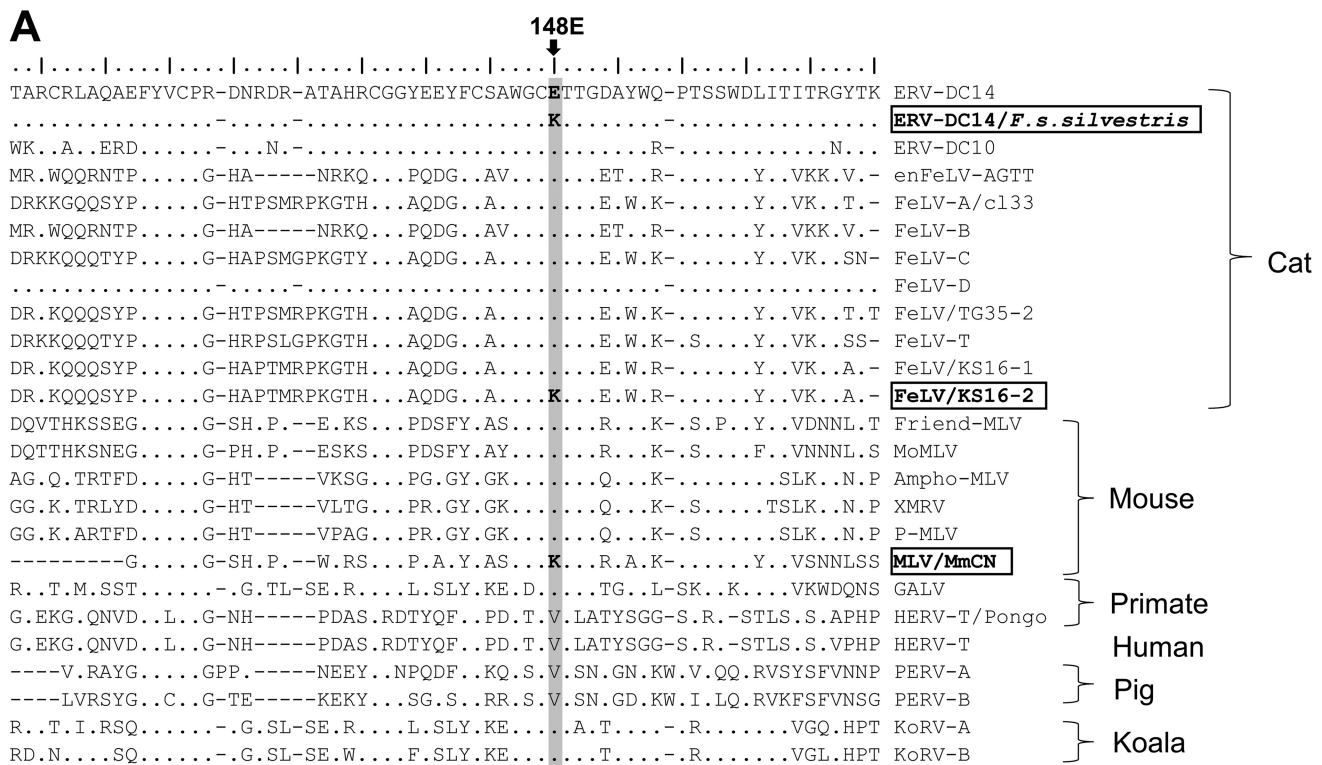 A
148E
..|....|....|....|....|....|....|....|....|....|....|....|....|....|
TARCRLAQAEFYVCPR-DNRDR-ATAHRCGGYEEYFCSAWGCETTGDAYWQ-PTSSWDLITITRGYTK ERV-DC14
..........................................K........-................ ERV-DC14/F.s.silvestris
WK..A..ERD......-...N.-...........................R-............N... ERV-DC10
MR.WQQRNTP.....G-HA-----NRKQ...PQDG..AV.........ET..R-......Y..VKK.V.- enFeLV-AGTT
DRKKGQQSYP.....G-HTPSMRPKGTH...AQDG..A..........E.W.K-......Y..VK..T.- FeLV-A/cl33
MR.WQQRNTP.....G-HA-----NRKQ...PQDG..AV.........ET..R-......Y..VKK.V.- FeLV-B
DRKKQQQTYP.....G-HAPSMGPKGTY...AQDG..A..........E.W.K-......Y..VK..SN- FeLV-C
................-.....-............................-................ FeLV-D
DR.KQQQSYP.....G-HTPSMRPKGTH...AQDG..A..........E.W.K-......Y..VK..T.T FeLV/TG35-2
DRKKQQQTYP.....G-HRPSLGPKGTH...AQDG..A..........E.W.K-.S....Y..VK..SS- FeLV-T
DR.KQQQSYP.....G-HAPTMRPKGTH...AQDG..A..........E.W.R-......Y..VK..A.- FeLV/KS16-1
DR.KQQQSYP.....G-HAPTMRPKGTH...AQDG..A....K.....E.W.R-......Y..VK..A.- FeLV/KS16-2
DQVTHKSSEG.....G-SH.P.--E.KS...PDSFY.AS.........R...K-.S.P..Y..VDNNL.T Friend-MLV
DQTTHKSNEG.....G-PH.P.--ESKS...PDSFY.AY.........R...K-.S....F..VNNNL.S MoMLV
AG.Q.TRTFD.....G-HT-----VKSG...PG.GY.GK.........Q...K-........SLK..N.P Ampho-MLV
GG.K.TRLYD.....G-HT-----VLTG...PR.GY.GK.........Q...K-.S.....TSLK..N.P XMRV
GG.K.ARTFD.....G-HT-----VPAG...PR.GY.GK.........Q...K-.S......SLK..N.P P-MLV
---------G.....G-SH.P.--W.RS...P.A.Y.AS....K...R.A.K-......Y..VSNNLSS MLV/MmCN
R..T.M.SST......-.G.TL-SE.R....L.SLY.KE.D.....TG..L-SK..K....VKWDQNS GALV
G.EKG.QNVD..L..G-NH-----PDAS.RDTYQF..PD.T.V.LATYSGG-S.R.-STLS.S.APHP HERV-T/Pongo
G.EKG.QNVD..L..G-NH-----PDAS.RDTYQF..PD.T.V.LATYSGG-S.R.-STLS.S.VPHP HERV-T
----V.RAYG.....GPP.-----NEEY..NPQDF..KQ.S.V.SN.GN.KW.V.QQ.RVSYSFVNNP PERV-A
----LVRSYG..C..G-TE-----KEKY...SG.S..RR.S.V.SN.GD.KW.I.LQ.RVKFSFVNSG PERV-B
R..T.I.RSQ......-.G.SL-SE.R....L.SLY.KE.....A.T....-R.......VGQ.HPT KoRV-A
RD.N....SQ......-.G.SL-SE.W....F.SLY.KE.......T....-R.......VGL.HPT KoRV-B
Cat
Mouse
Primate
Human
Pig
Koala